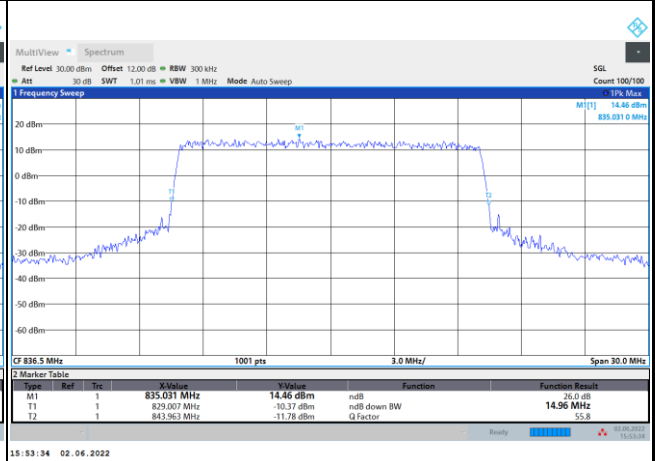 MultiView Spectrum
Ref Level 30.00 dBm Offset 12.00 dB RBW 300 kHz SGL
Att 30 dB SWT 1.01 ms VBW 1 MHz Mode Auto Sweep Count 100/100
1 Frequency Sweep 1Pk Max
M1[1] 14.46 dBm
835.031 0 MHz
M1
20 dBm
10 dBm
0 dBm
T1 T2
-10 dBm
-20 dBm
-30 dBm
-40 dBm
-50 dBm
-60 dBm
CF 836.5 MHz 1001 pts 3.0 MHz/ Span 30.0 MHz
2 Marker Table
Type Ref Trc X-Value Y-Value Function Function Result
M1 1 835.031 MHz 14.46 dBm ndB 26.0 dB
T1 1 829.007 MHz -10.37 dBm ndB down BW 14.96 MHz
T2 1 843.963 MHz -11.78 dBm Q Factor 55.8
Ready 02.06.2022
15:53:34
15:53:34 02.06.2022